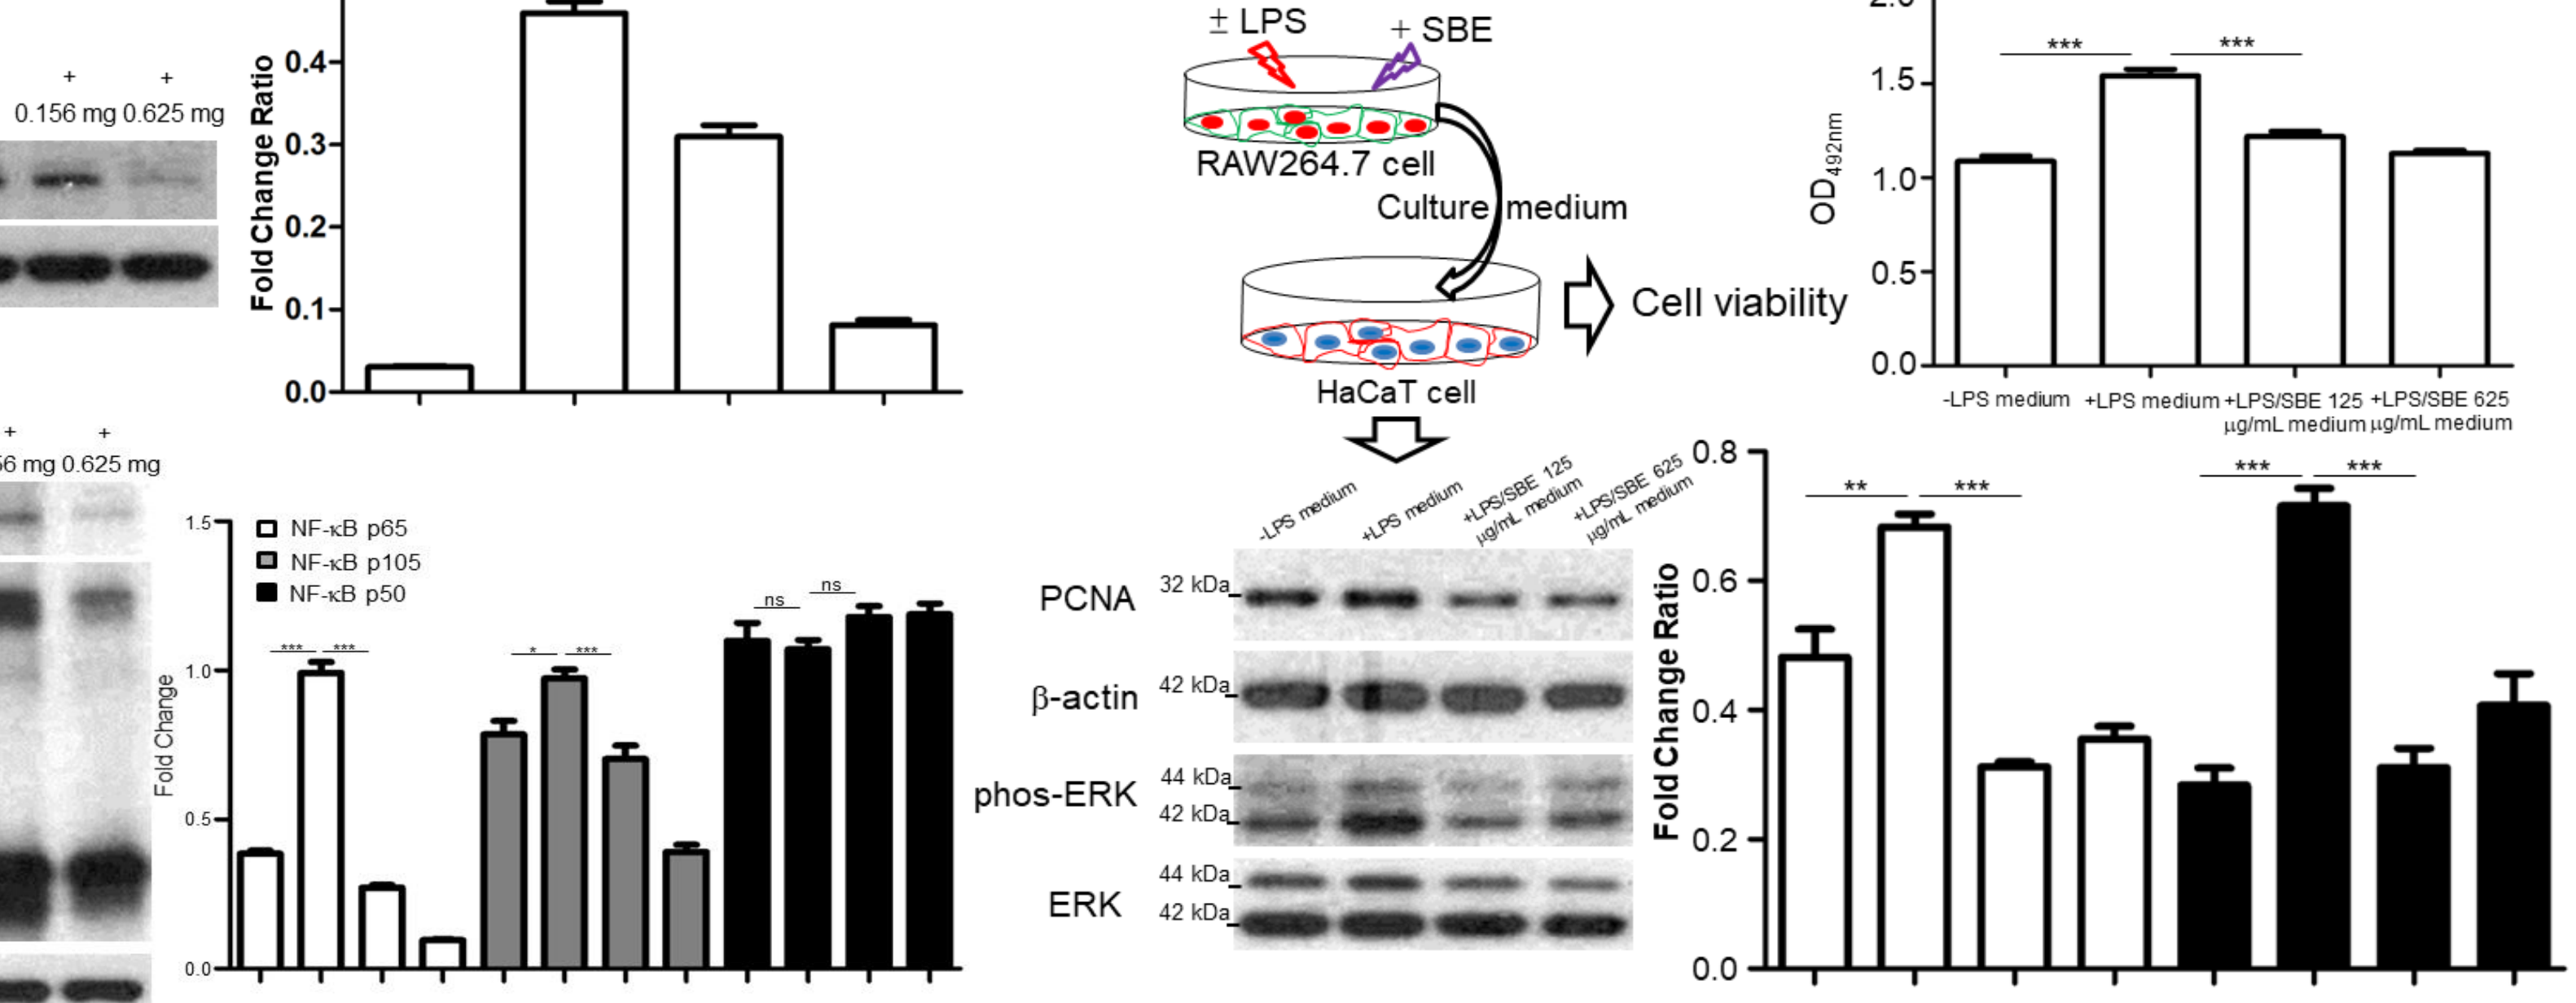 + +
0.156 mg 0.625 mg
Fold Change Ratio
0.4
0.3
0.2
0.1
0.0
± LPS
+ SBE
RAW264.7 cell
Culture medium
HaCaT cell
Cell viability
OD492nm
1.5
1.0
0.5
0.0
*** ***
-LPS medium
+LPS medium
+LPS/SBE 125
µg/mL medium
+LPS/SBE 625
µg/mL medium
+ +
56 mg 0.625 mg
Fold Change
1.5
1.0
0.5
0.0
NF-κB p65
NF-κB p105
NF-κB p50
*** ***
* ***
ns ns
-LPS medium
+LPS medium
+LPS/SBE 125
µg/mL medium
+LPS/SBE 625
µg/mL medium
PCNA 32 kDa
β-actin 42 kDa
phos-ERK 44 kDa
42 kDa
ERK 44 kDa
42 kDa
Fold Change Ratio
0.8
0.6
0.4
0.2
0.0
** ***
*** ***